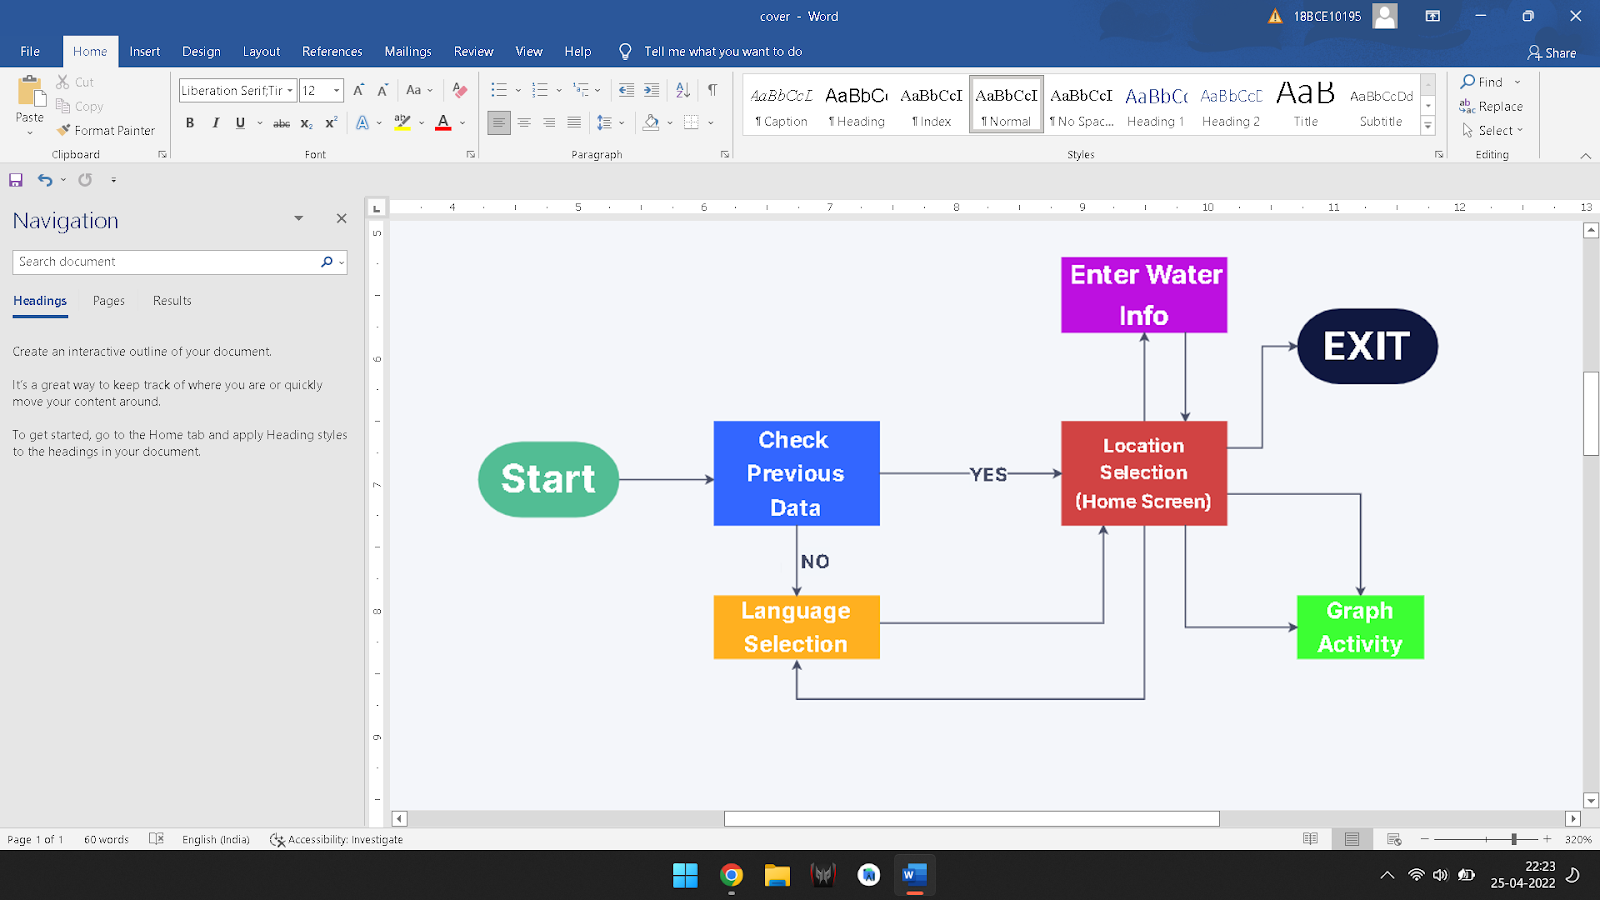 cover - Word
18BCE10195
File Home Insert Design Layout References Mailings Review View Help Tell me what you want to do
Share
Paste
Cut
Copy
Format Painter
Clipboard
Liberation Serif;Tir 12
Font
Paragraph
AaBbCcI AaBbC AaBbCcI AaBbCcI AaBbCcI AaBbCc AaBbCcD AaB AaBbCcDd
¶ Caption ¶ Heading ¶ Index ¶ Normal ¶ No Spac... Heading 1 Heading 2 Title Subtitle
Styles
Find
Replace
Select
Editing
Navigation
Search document
Headings Pages Results
Create an interactive outline of your document.
It's a great way to keep track of where you are or quickly
move your content around.
To get started, go to the Home tab and apply Heading styles
to the headings in your document.
4 5 6 7 8 9 10 11 12 13
5
6
7
8
9
Enter Water
Info
EXIT
Start
Check
Previous
Data
YES
Location
Selection
(Home Screen)
NO
Language
Selection
Graph
Activity
Page 1 of 1 60 words English (India) Accessibility: Investigate
320%
22:23
25-04-2022